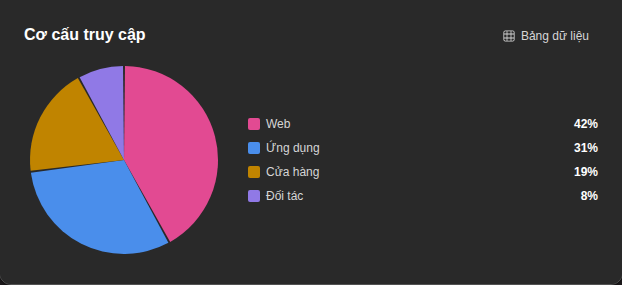 Cơ cấu truy cập
Bảng dữ liệu
Web 42%
Ứng dụng 31%
Cửa hàng 19%
Đối tác 8%